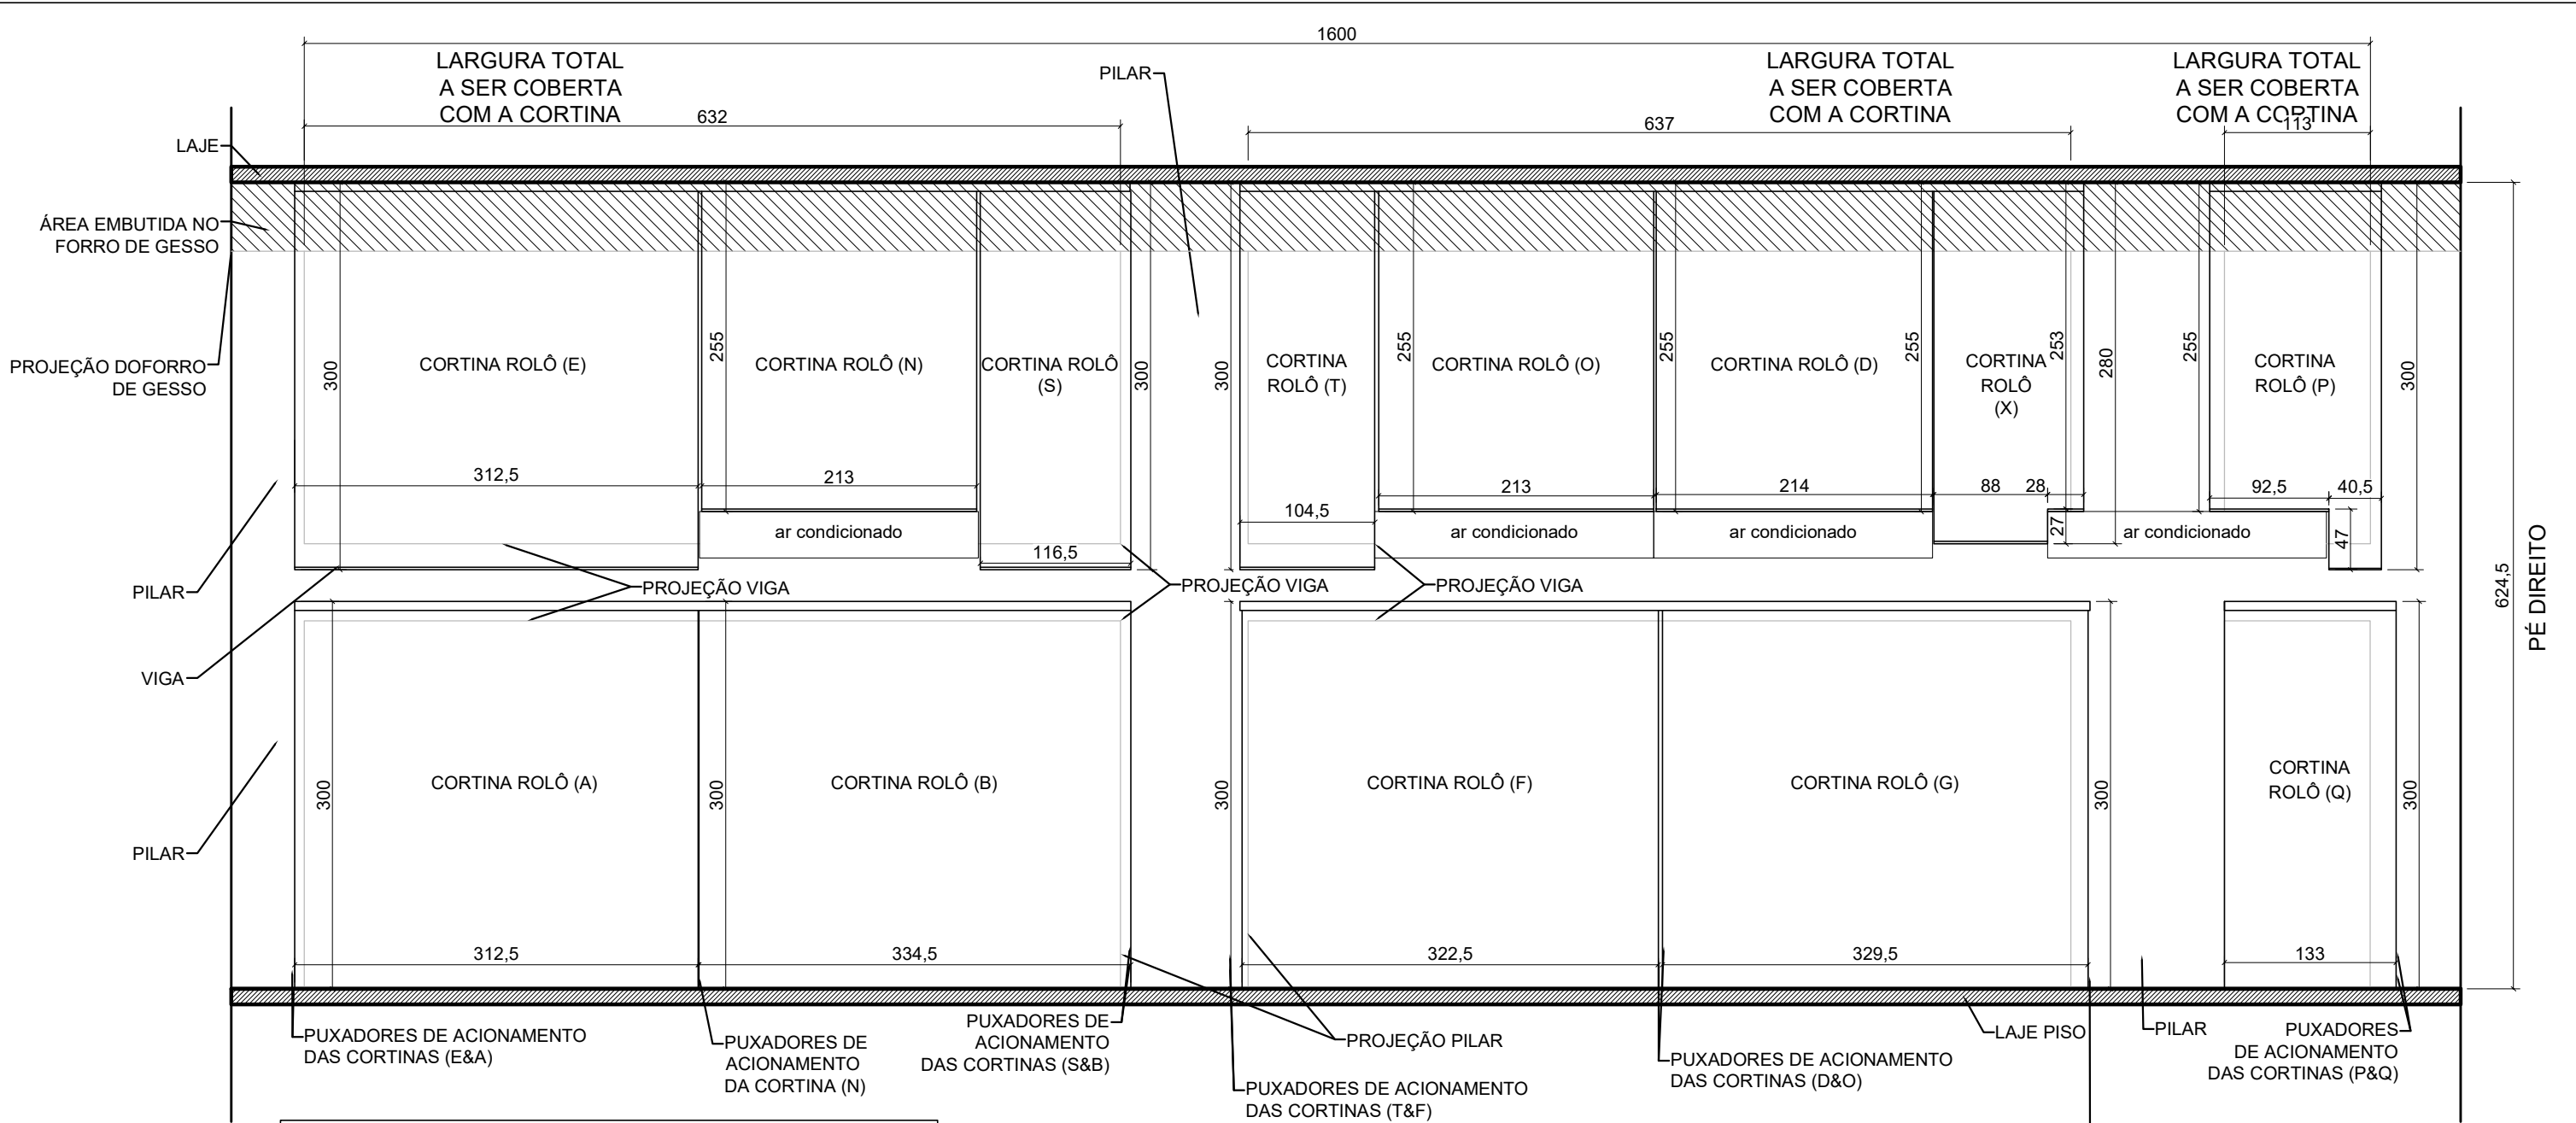 1600
LARGURA TOTAL
A SER COBERTA
COM A CORTINA
632
PILAR
637
LARGURA TOTAL
A SER COBERTA
COM A CORTINA
LARGURA TOTAL
A SER COBERTA
COM A CORTINA
113
LAJE
ÁREA EMBUTIDA NO
FORRO DE GESSO
PROJEÇÃO DOFORRO
DE GESSO
300
CORTINA ROLÔ (E)
312,5
255
CORTINA ROLÔ (N)
213
ar condicionado
CORTINA ROLÔ
(S)
116,5
300
300
CORTINA
ROLÔ (T)
104,5
255
CORTINA ROLÔ (O)
213
ar condicionado
255
CORTINA ROLÔ (D)
214
ar condicionado
255
CORTINA
ROLÔ
(X)
253
280
88
28
27
255
ar condicionado
CORTINA
ROLÔ (P)
92,5
40,5
47
300
624,5
PÉ DIREITO
PILAR
PROJEÇÃO VIGA
PROJEÇÃO VIGA
PROJEÇÃO VIGA
VIGA
PILAR
300
CORTINA ROLÔ (A)
312,5
300
CORTINA ROLÔ (B)
334,5
300
CORTINA ROLÔ (F)
322,5
CORTINA ROLÔ (G)
329,5
300
CORTINA
ROLÔ (Q)
133
300
PUXADORES DE ACIONAMENTO
DAS CORTINAS (E&A)
PUXADORES DE
ACIONAMENTO
DA CORTINA (N)
PUXADORES DE
ACIONAMENTO
DAS CORTINAS (S&B)
PROJEÇÃO PILAR
PUXADORES DE ACIONAMENTO
DAS CORTINAS (T&F)
PUXADORES DE ACIONAMENTO
DAS CORTINAS (D&O)
LAJE PISO
PILAR
PUXADORES
DE ACIONAMENTO
DAS CORTINAS (P&Q)